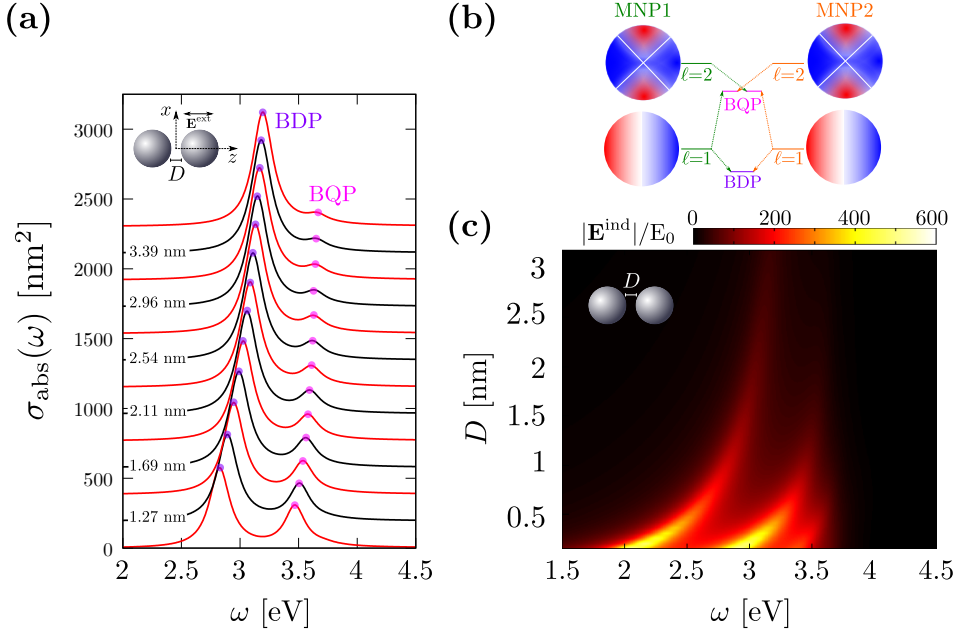 (a)
σabs(ω) [nm²]
3000
2500
2000
1500
1000
500
0
x
E^ext
z
D
BDP
BQP
3.39 nm
2.96 nm
2.54 nm
2.11 nm
1.69 nm
1.27 nm
2 2.5 3 3.5 4 4.5
ω [eV]
(b)
MNP1 MNP2
ℓ=2 ℓ=2
BQP
ℓ=1 ℓ=1
BDP
(c)
|E^ind|/E₀
0 200 400 600
D
D [nm]
3
2.5
2
1.5
1
0.5
1.5 2 2.5 3 3.5 4 4.5
ω [eV]